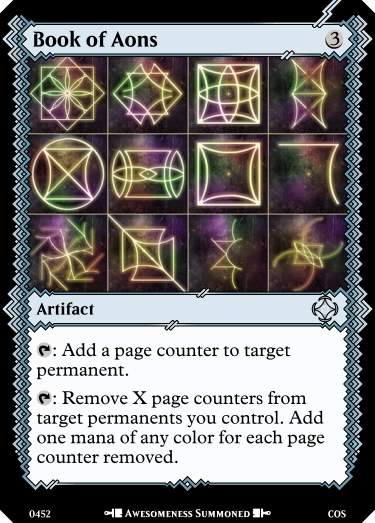 Book of Aons 3
Artifact
: Add a page counter to target
permanent.
: Remove X page counters from
target permanents you control. Add
one mana of any color for each page
counter removed.
0452 Awesomeness Summoned COS